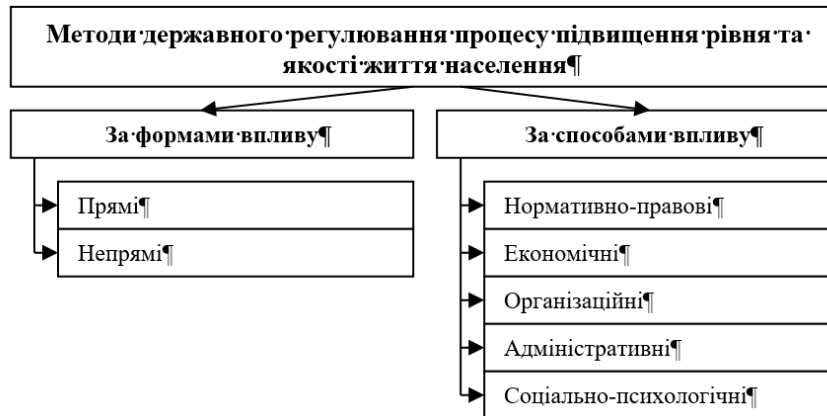 Методи·державного·регулювання·процесу·підвищення·рівня·та·
якості·життя·населення¶
За·формами·впливу¶
Прямі¶
Непрямі¶
За·способами·впливу¶
Нормативно-правові¶
Економічні¶
Організаційні¶
Адміністративні¶
Соціально-психологічні¶